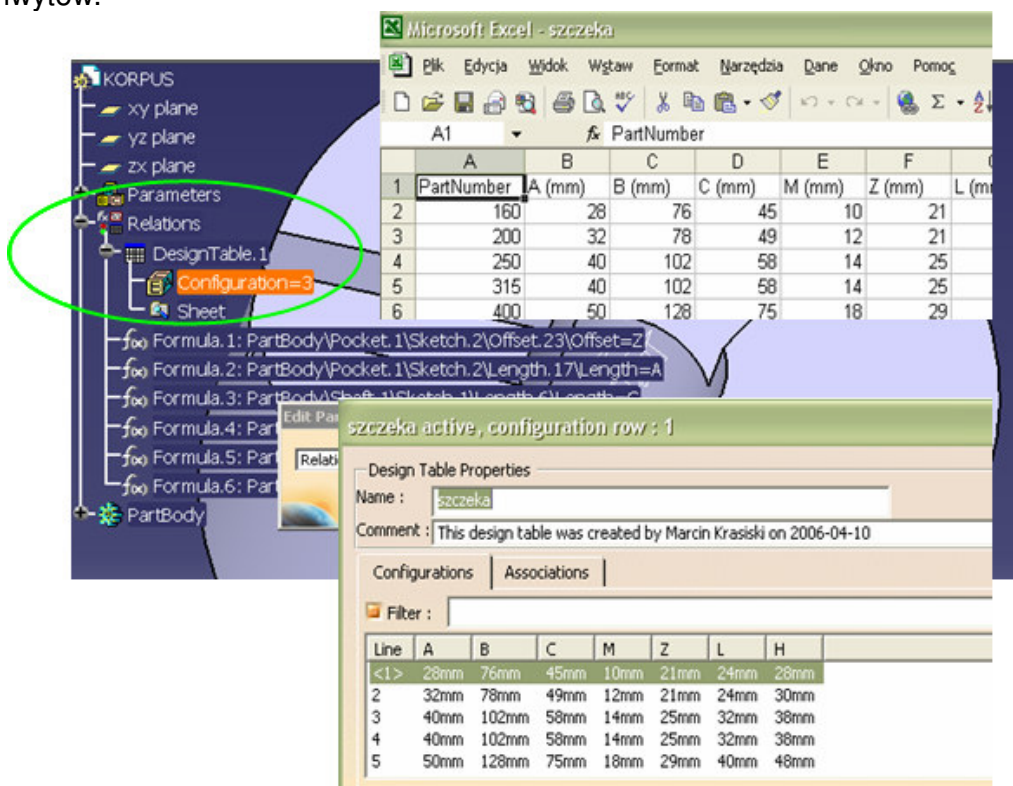 Microsoft Excel - szczeka
Plik Edycja Widok Wstaw Format Narzędzia Dane Okno Pomoc
A1 fx PartNumber
A B C D E F
1 PartNumber A (mm) B (mm) C (mm) M (mm) Z (mm)
2 160 28 76 45 10 21
3 200 32 78 49 12 21
4 250 40 102 58 14 25
5 315 40 102 58 14 25
6 400 50 128 75 18 29
KORPUS
xy plane
yz plane
zx plane
Parameters
Relations
DesignTable.1
Configuration=3
Sheet
Formula.1: PartBody\Pocket.1\Sketch.2\Offset.23\Offset=Z
Formula.2: PartBody\Pocket.1\Sketch.2\Length.17\Length=A
Formula.3: PartBody\Shaft.1\Sketch.1\Length.6\Length=C
Formula.4: Part
Formula.5: Part
Formula.6: Part
PartBody
Edit Par
Relati
szczeka active, configuration row : 1
Design Table Properties
Name : szczeka
Comment : This design table was created by Marcin Krasiski on 2006-04-10
Configurations Associations
Filter :
Line A B C M Z L H
<1> 28mm 76mm 45mm 10mm 21mm 24mm 28mm
2 32mm 78mm 49mm 12mm 21mm 24mm 30mm
3 40mm 102mm 58mm 14mm 25mm 32mm 38mm
4 40mm 102mm 58mm 14mm 25mm 32mm 38mm
5 50mm 128mm 75mm 18mm 29mm 40mm 48mm